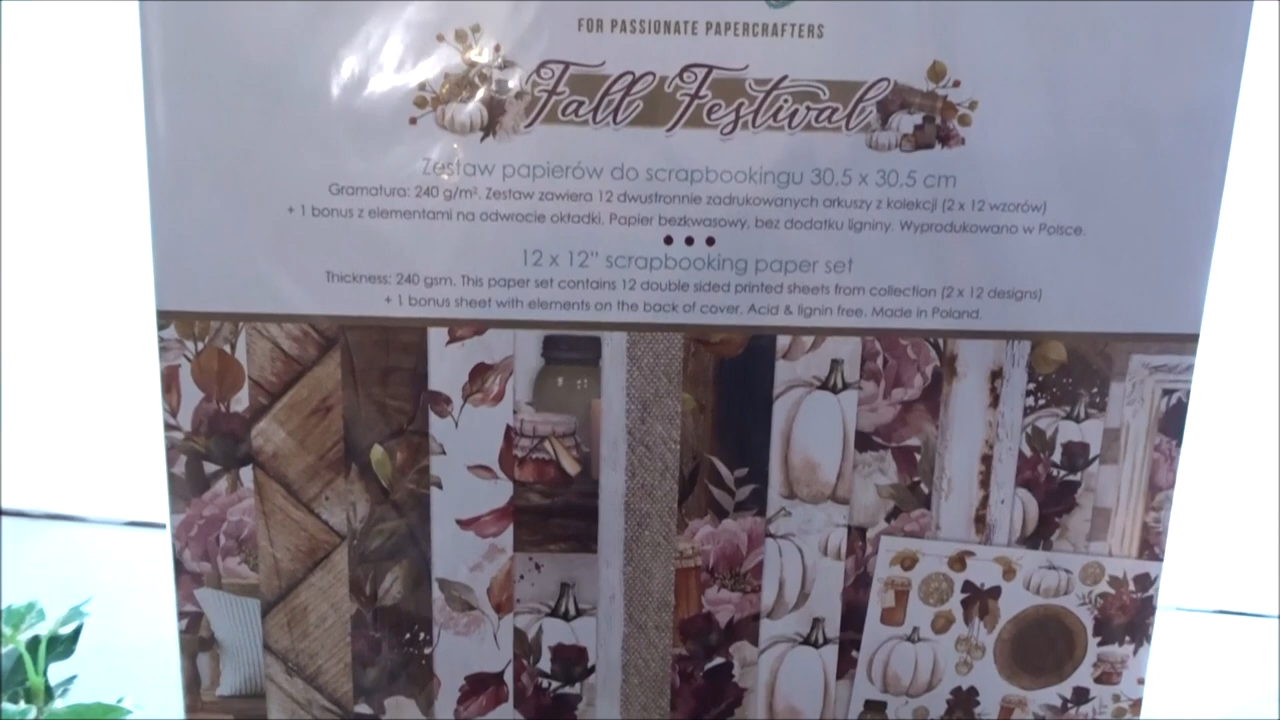 FOR PASSIONATE PAPERCRAFTERS
Fall Festival
Zestaw papierów do scrapbookingu 30,5 x 30,5 cm
Gramatura: 240 g/m². Zestaw zawiera 12 dwustronnie zadrukowanych arkuszy z kolekcji (2 x 12 wzorów)
+ 1 bonus z elementami na odwrocie okładki. Papier bezkwasowy, bez dodatku ligniny. Wyprodukowano w Polsce.
12 x 12" scrapbooking paper set
Thickness: 240 gsm. This paper set contains 12 double sided printed sheets from collection (2 x 12 designs)
+ 1 bonus sheet with elements on the back of cover. Acid & lignin free. Made in Poland.